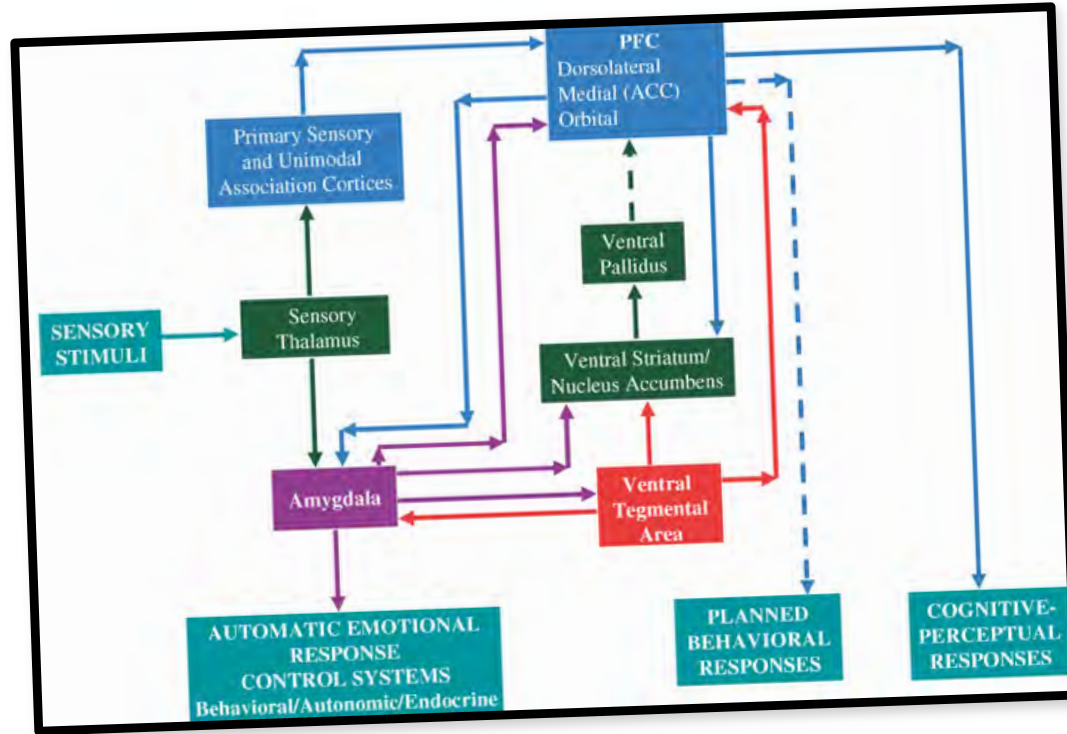 PFC
Dorsolateral
Medial (ACC)
Orbital
Primary Sensory
and Unimodal
Association Cortices
Ventral
Pallidus
SENSORY
STIMULI
Sensory
Thalamus
Ventral Striatum/
Nucleus Accumbens
Amygdala
Ventral
Tegmental
Area
AUTOMATIC EMOTIONAL
RESPONSE
CONTROL SYSTEMS
Behavioral/Autonomic/Endocrine
PLANNED
BEHAVIORAL
RESPONSES
COGNITIVE-
PERCEPTUAL
RESPONSES